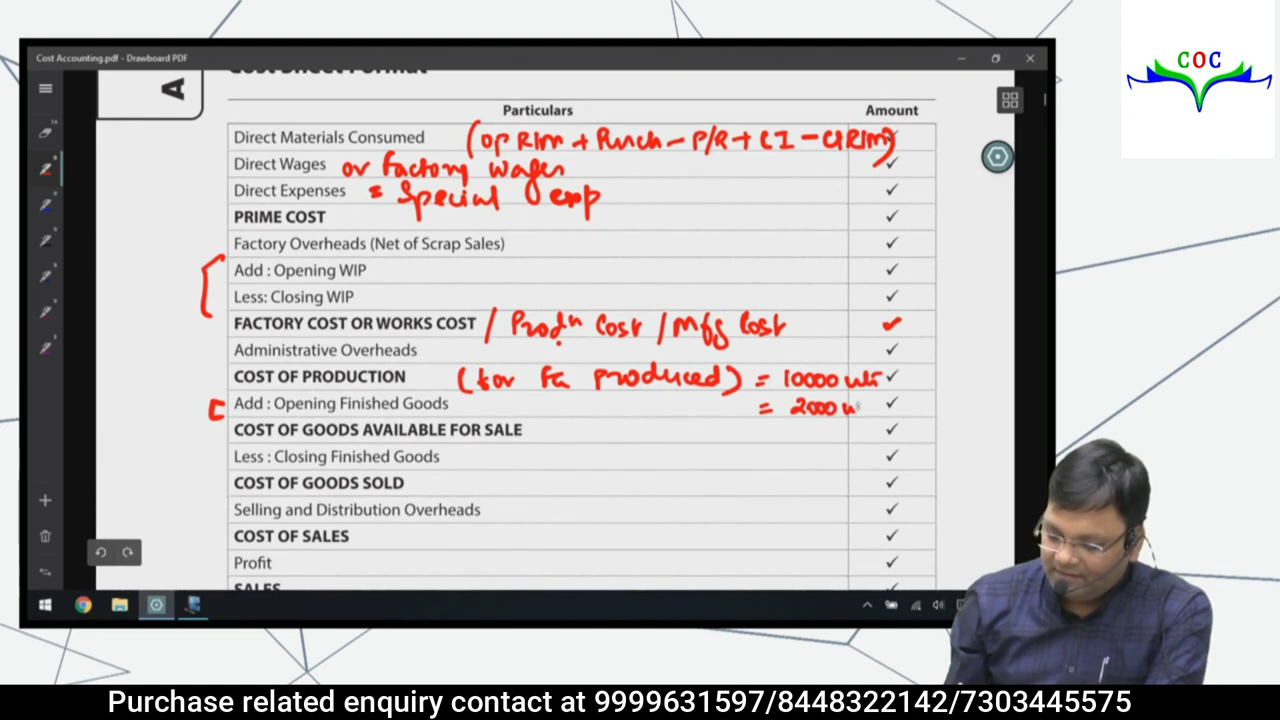 COC
Cost Accounting.pdf - Drawboard PDF
Cost Sheet Format
A
Particulars Amount
Direct Materials Consumed (OP R/m + Purch - P/R + CI - Cl R/m)
Direct Wages or factory wages
Direct Expenses = Special exp
PRIME COST
Factory Overheads (Net of Scrap Sales)
Add : Opening WIP
Less: Closing WIP
FACTORY COST OR WORKS COST / Prodn Cost / Mfg Cost
Administrative Overheads
COST OF PRODUCTION (for FG produced) = 10000 units
Add : Opening Finished Goods = 2000 u
COST OF GOODS AVAILABLE FOR SALE
Less : Closing Finished Goods
COST OF GOODS SOLD
Selling and Distribution Overheads
COST OF SALES
Profit
SALES
Purchase related enquiry contact at 9999631597/8448322142/7303445575